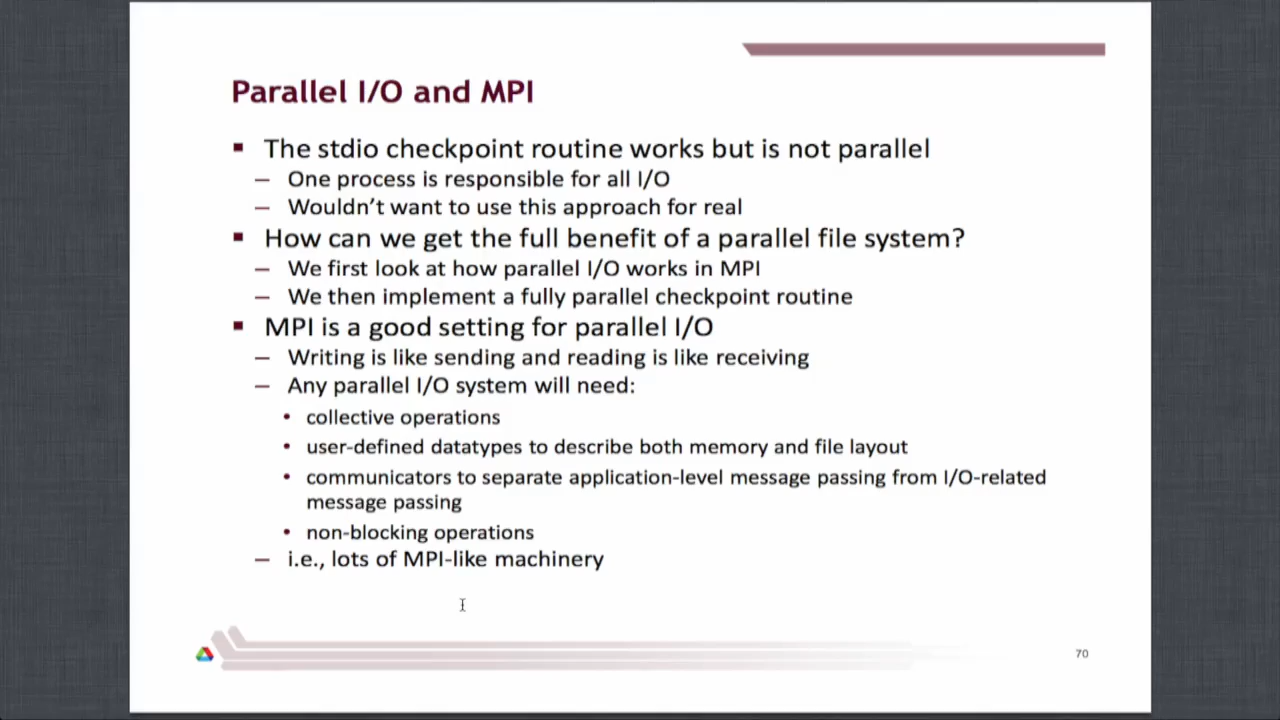 Parallel I/O and MPI
▪ The stdio checkpoint routine works but is not parallel
– One process is responsible for all I/O
– Wouldn't want to use this approach for real
▪ How can we get the full benefit of a parallel file system?
– We first look at how parallel I/O works in MPI
– We then implement a fully parallel checkpoint routine
▪ MPI is a good setting for parallel I/O
– Writing is like sending and reading is like receiving
– Any parallel I/O system will need:
• collective operations
• user-defined datatypes to describe both memory and file layout
• communicators to separate application-level message passing from I/O-related
message passing
• non-blocking operations
– i.e., lots of MPI-like machinery
70